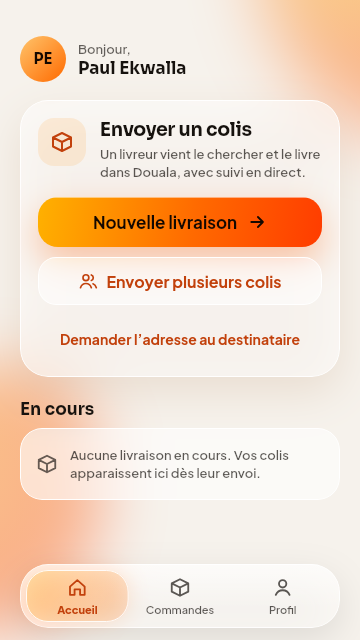 Bonjour,
PE
Paul Ekwalla
Envoyer un colis
Un livreur vient le chercher et le livre
dans Douala, avec suivi en direct.
Nouvelle livraison
Envoyer plusieurs colis
Demander l’adresse au destinataire
En cours
Aucune livraison en cours. Vos colis
apparaissent ici dès leur envoi.
Accueil
Commandes
Profil